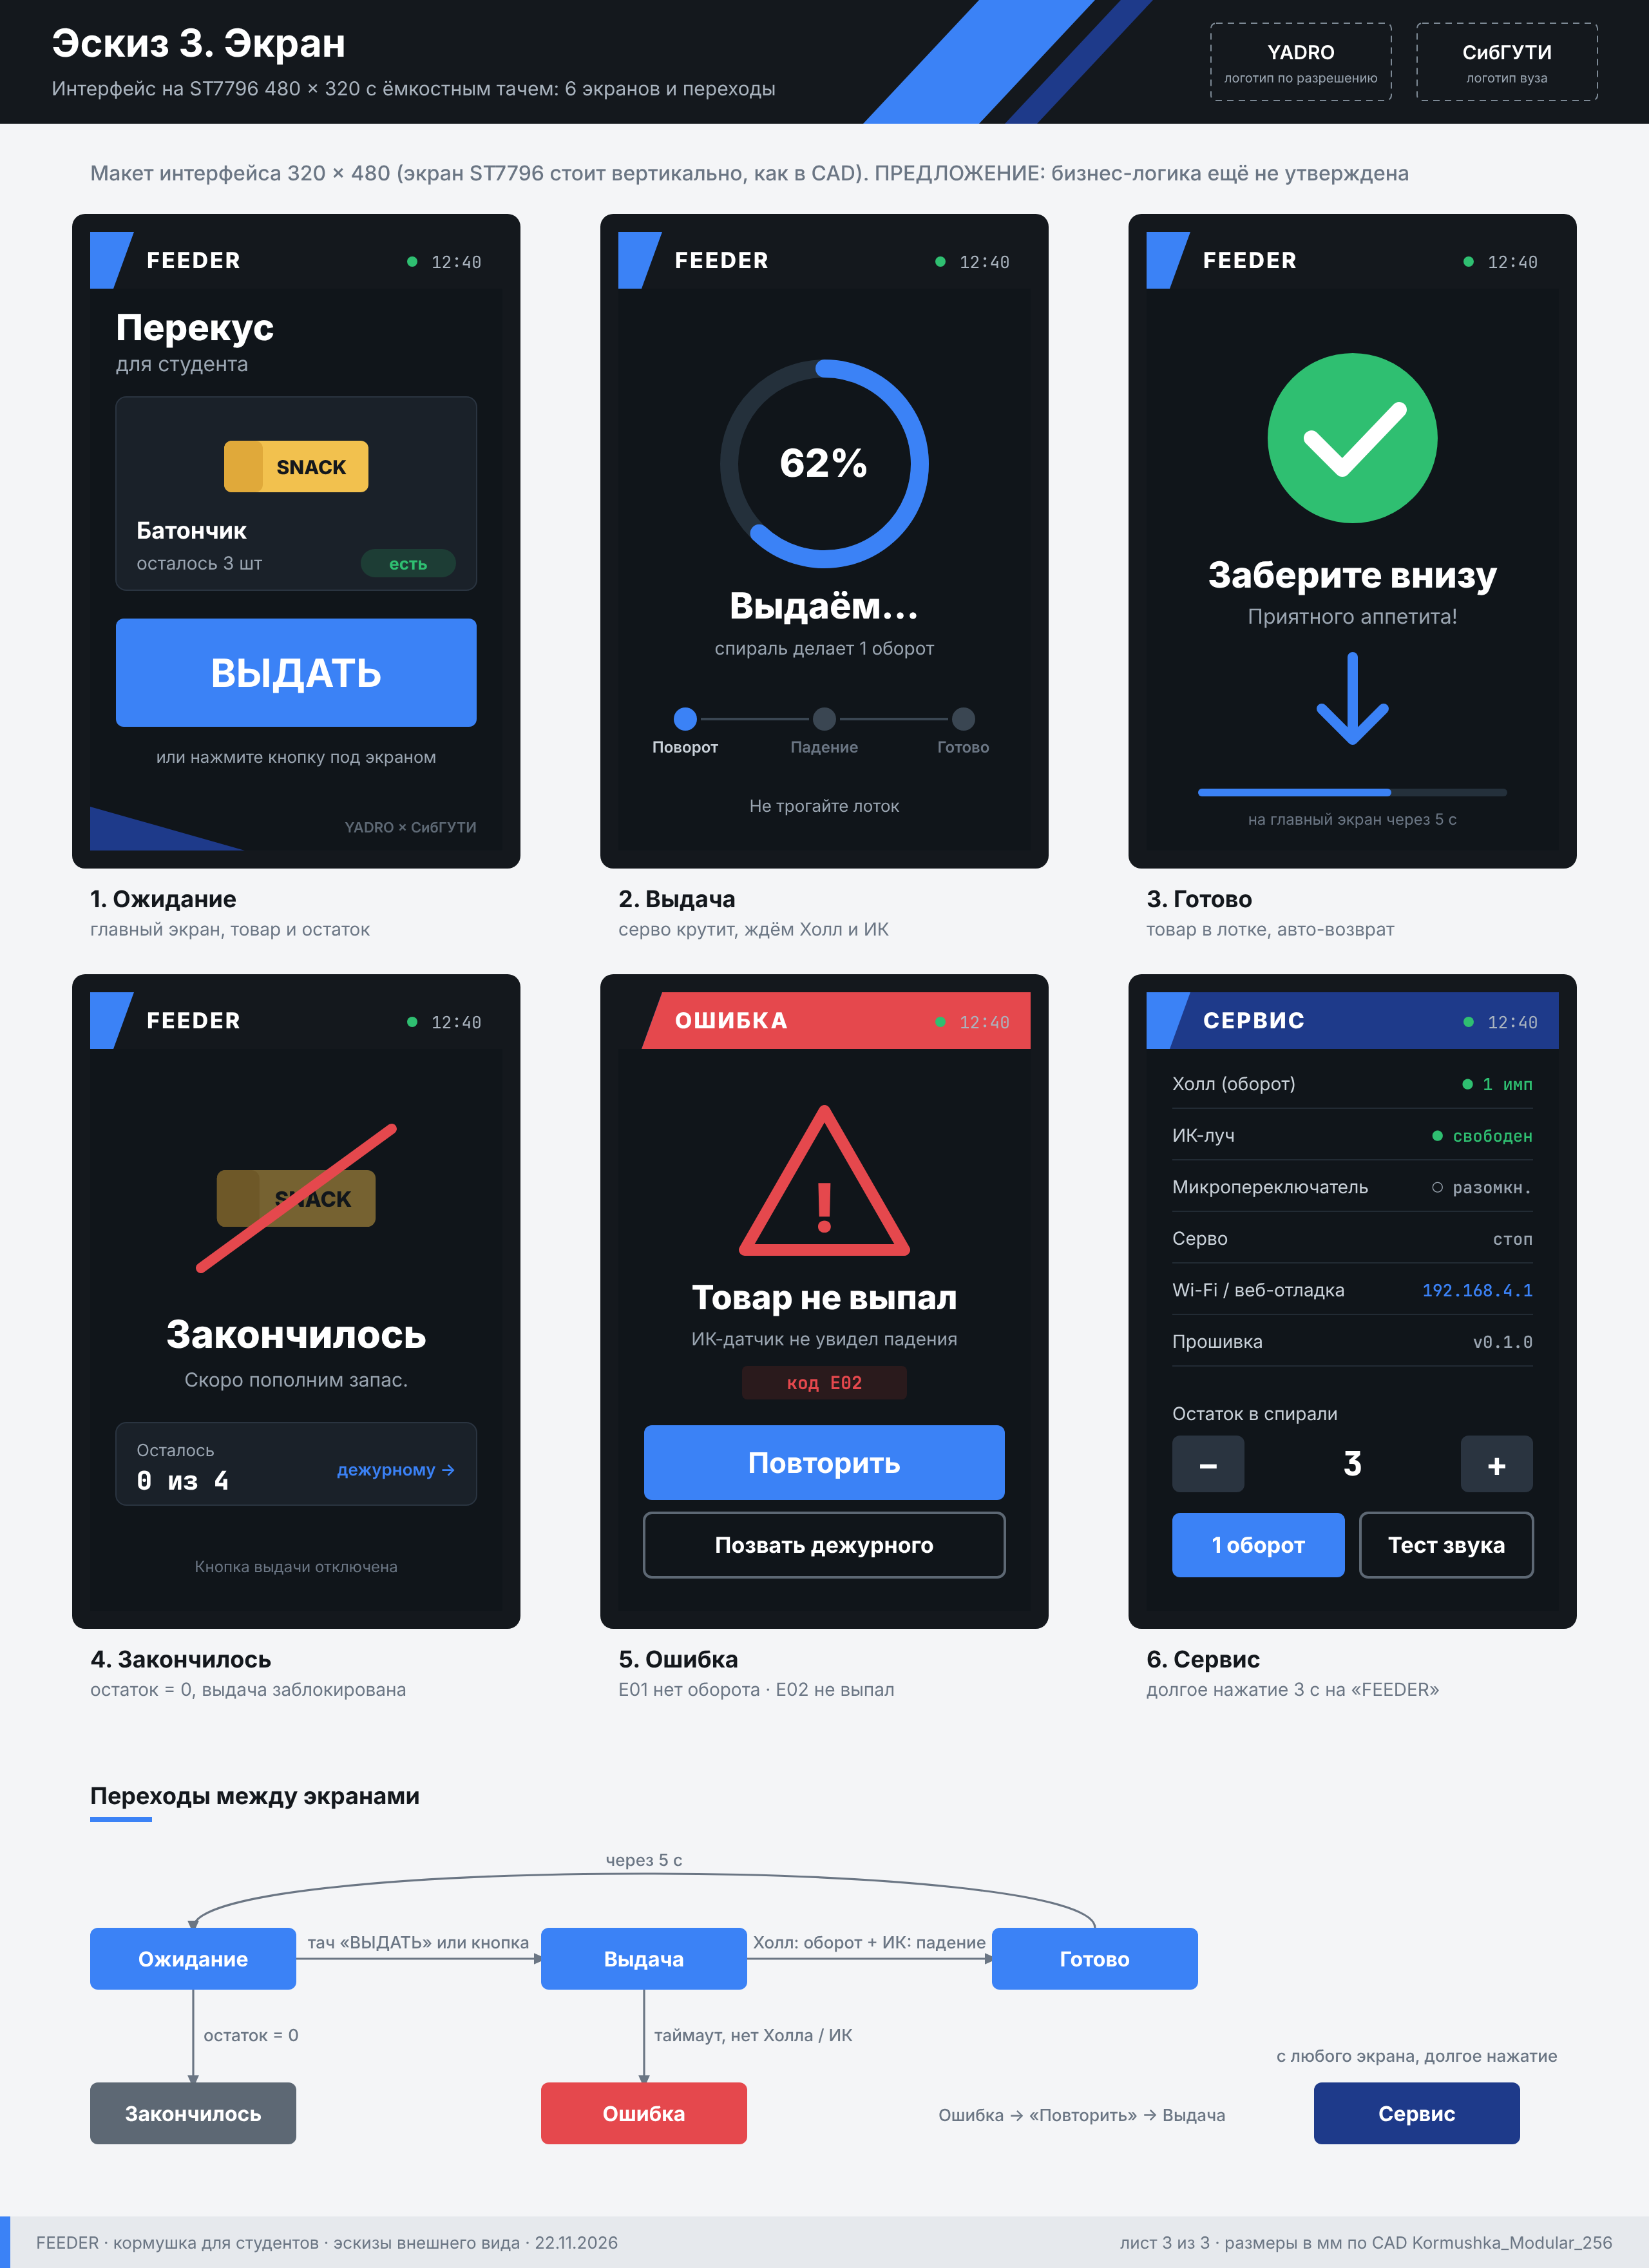 Эскиз 3. Экран
Интерфейс на ST7796 480 × 320 с ёмкостным тачем: 6 экранов и переходы
YADRO
логотип по разрешению
СибГУТИ
логотип вуза
Макет интерфейса 320 × 480 (экран ST7796 стоит вертикально, как в CAD). ПРЕДЛОЖЕНИЕ: бизнес-логика ещё не утверждена
FEEDER
12:40
Перекус
для студента
SNACK
Батончик
осталось 3 шт
есть
ВЫДАТЬ
или нажмите кнопку под экраном
YADRO × СибГУТИ
1. Ожидание
главный экран, товар и остаток
FEEDER
12:40
62%
Выдаём...
спираль делает 1 оборот
Поворот
Падение
Готово
Не трогайте лоток
2. Выдача
серво крутит, ждём Холл и ИК
FEEDER
12:40
Заберите внизу
Приятного аппетита!
на главный экран через 5 с
3. Готово
товар в лотке, авто-возврат
FEEDER
12:40
SNACK
Закончилось
Скоро пополним запас.
Осталось
0 из 4
дежурному →
Кнопка выдачи отключена
4. Закончилось
остаток = 0, выдача заблокирована
ОШИБКА
12:40
!
Товар не выпал
ИК-датчик не увидел падения
код E02
Повторить
Позвать дежурного
5. Ошибка
E01 нет оборота · E02 не выпал
СЕРВИС
12:40
Холл (оборот)
1 имп
ИК-луч
свободен
Микропереключатель
разомкн.
Серво
стоп
Wi-Fi / веб-отладка
192.168.4.1
Прошивка
v0.1.0
Остаток в спирали
− 3 +
1 оборот
Тест звука
6. Сервис
долгое нажатие 3 с на «FEEDER»
Переходы между экранами
через 5 с
Ожидание
тач «ВЫДАТЬ» или кнопка
Выдача
Холл: оборот + ИК: падение
Готово
остаток = 0
таймаут, нет Холла / ИК
с любого экрана, долгое нажатие
Закончилось
Ошибка
Ошибка → «Повторить» → Выдача
Сервис
FEEDER · кормушка для студентов · эскизы внешнего вида · 22.11.2026
лист 3 из 3 · размеры в мм по CAD Kormushka_Modular_256